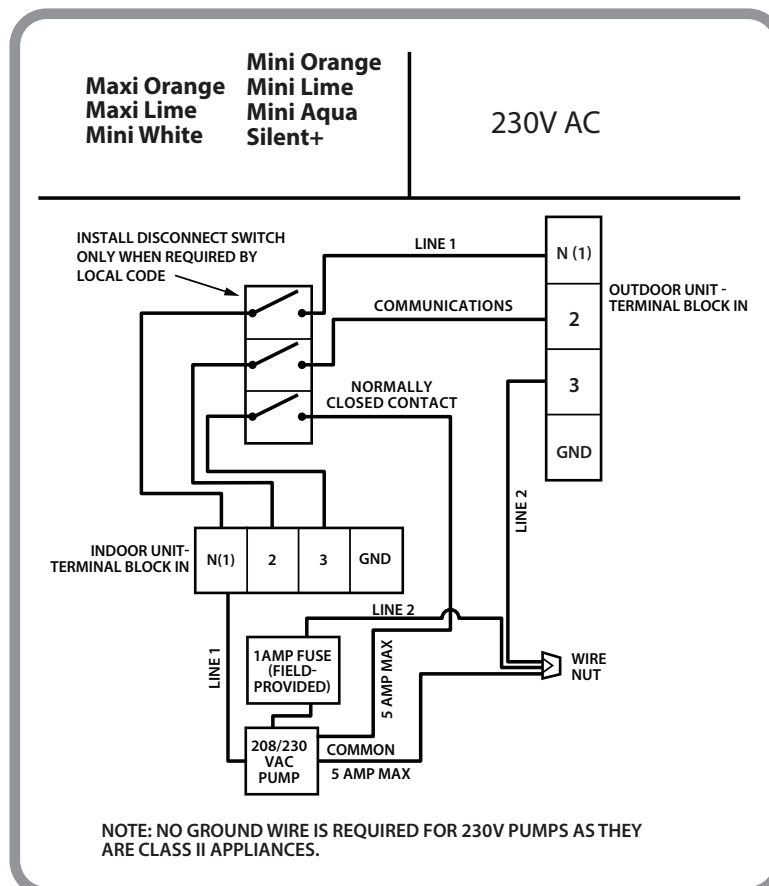 Maxi Orange
Maxi Lime
Mini White
Mini Orange
Mini Lime
Mini Aqua
Silent+
230V AC
INSTALL DISCONNECT SWITCH
ONLY WHEN REQUIRED BY
LOCAL CODE
LINE 1
N (1)
OUTDOOR UNIT -
TERMINAL BLOCK IN
COMMUNICATIONS
2
NORMALLY
CLOSED CONTACT
3
GND
LINE 2
INDOOR UNIT-
TERMINAL BLOCK IN
N(1)
2
3
GND
LINE 2
LINE 1
1AMP FUSE
(FIELD-
PROVIDED)
5 AMP MAX
WIRE
NUT
208/230
VAC
PUMP
COMMON
5 AMP MAX
NOTE: NO GROUND WIRE IS REQUIRED FOR 230V PUMPS AS THEY
ARE CLASS II APPLIANCES.